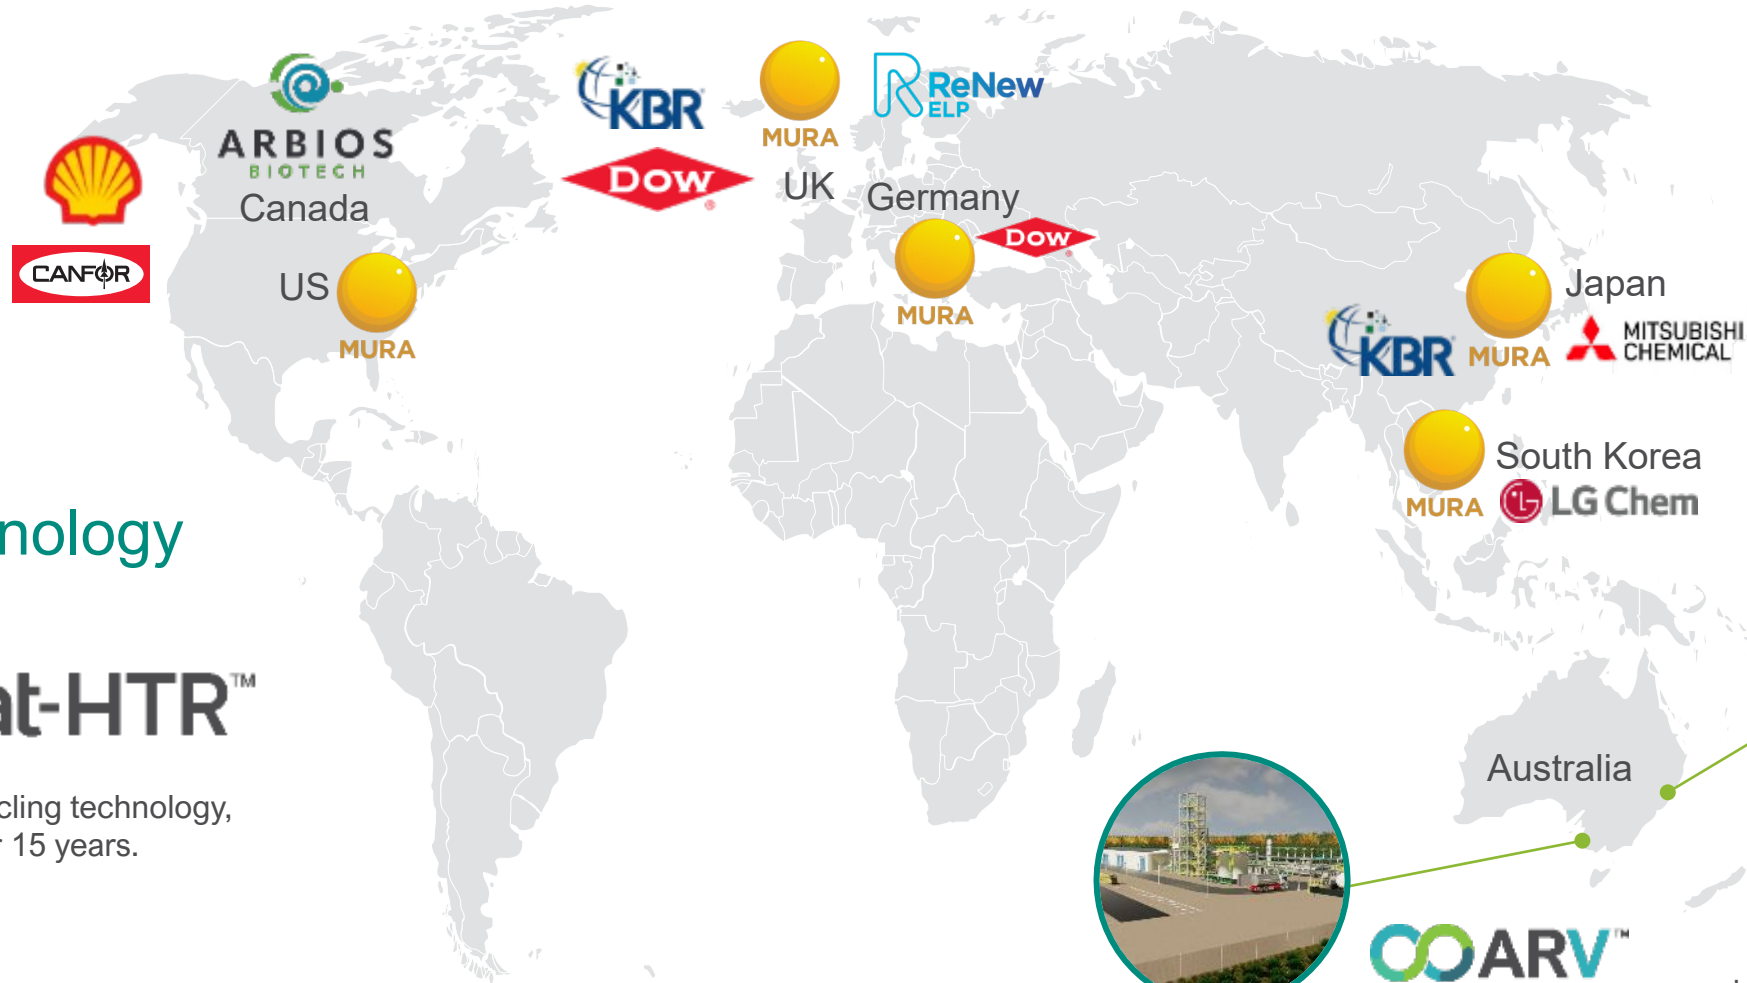 ARBIOS
BIOTECH
Canada
CANFOR
US
MURA
KBR
DOW
MURA
UK
ReNew
ELP
Germany
DOW
MURA
Japan
KBR
MURA
MITSUBISHI
CHEMICAL
South Korea
MURA
LG Chem
nology
at-HTR™
cling technology,
r 15 years.
Australia
ARV™